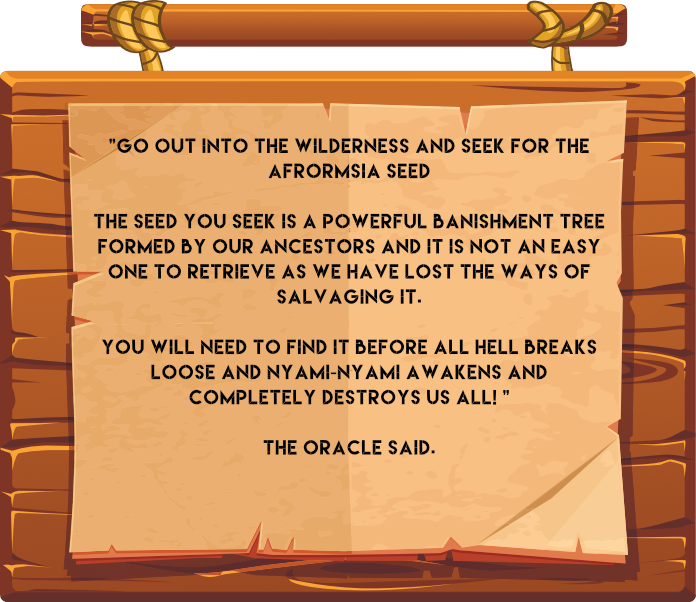 "GO OUT INTO THE WILDERNESS AND SEEK FOR THE
AFRORMSIA SEED
THE SEED YOU SEEK IS A POWERFUL BANISHMENT TREE
FORMED BY OUR ANCESTORS AND IT IS NOT AN EASY
ONE TO RETRIEVE AS WE HAVE LOST THE WAYS OF
SALVAGING IT.
YOU WILL NEED TO FIND IT BEFORE ALL HELL BREAKS
LOOSE AND NYAMI-NYAMI AWAKENS AND
COMPLETELY DESTROYS US ALL! "
THE ORACLE SAID.